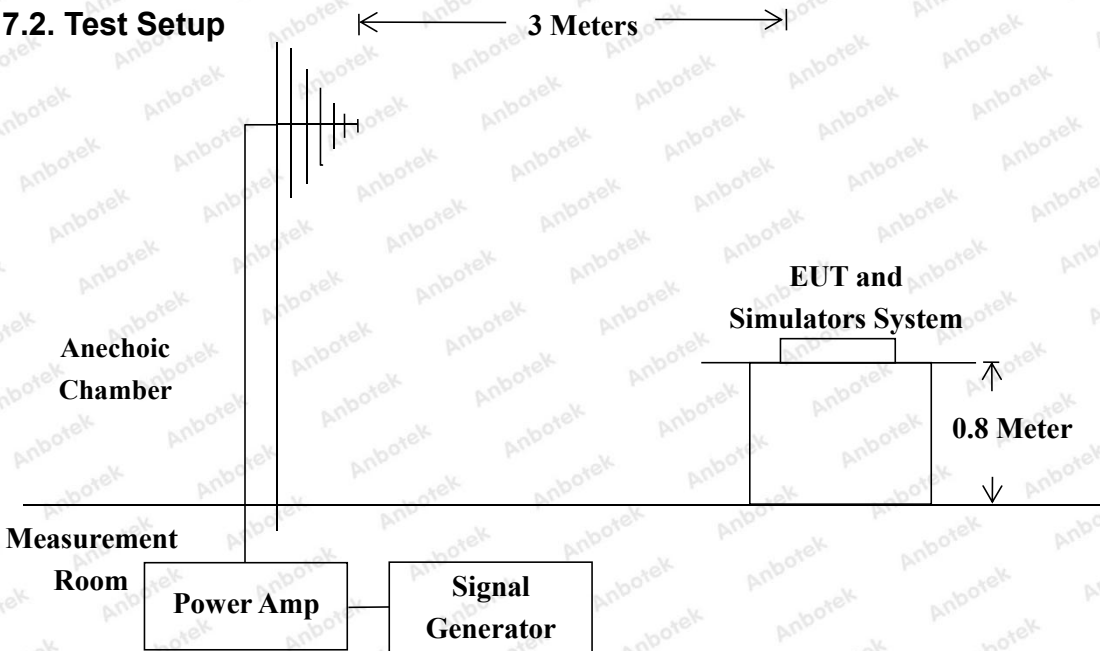 7.2. Test Setup
3 Meters
EUT and
Simulators System
Anechoic
Chamber
0.8 Meter
Measurement
Room
Power Amp
Signal
Generator
Anbotek